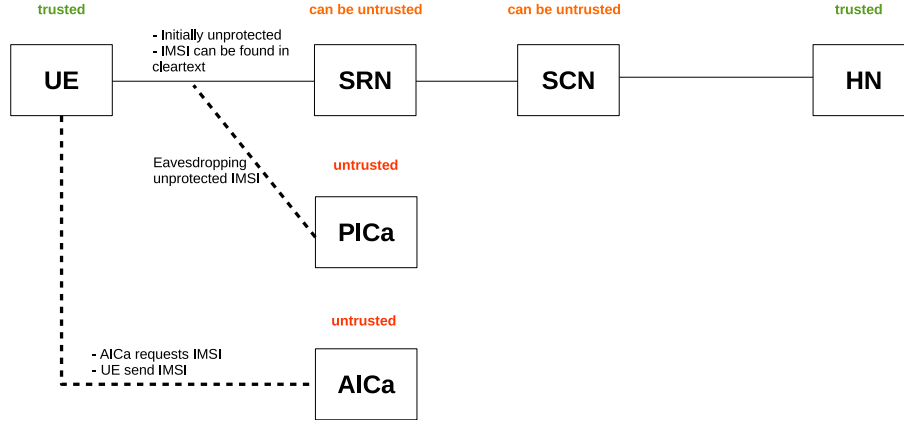 trusted
can be untrusted
can be untrusted
trusted
- Initially unprotected
- IMSI can be found in
cleartext
UE
SRN
SCN
HN
Eavesdropping
unprotected IMSI
untrusted
PICa
untrusted
- AICa requests IMSI
- UE send IMSI
AICa